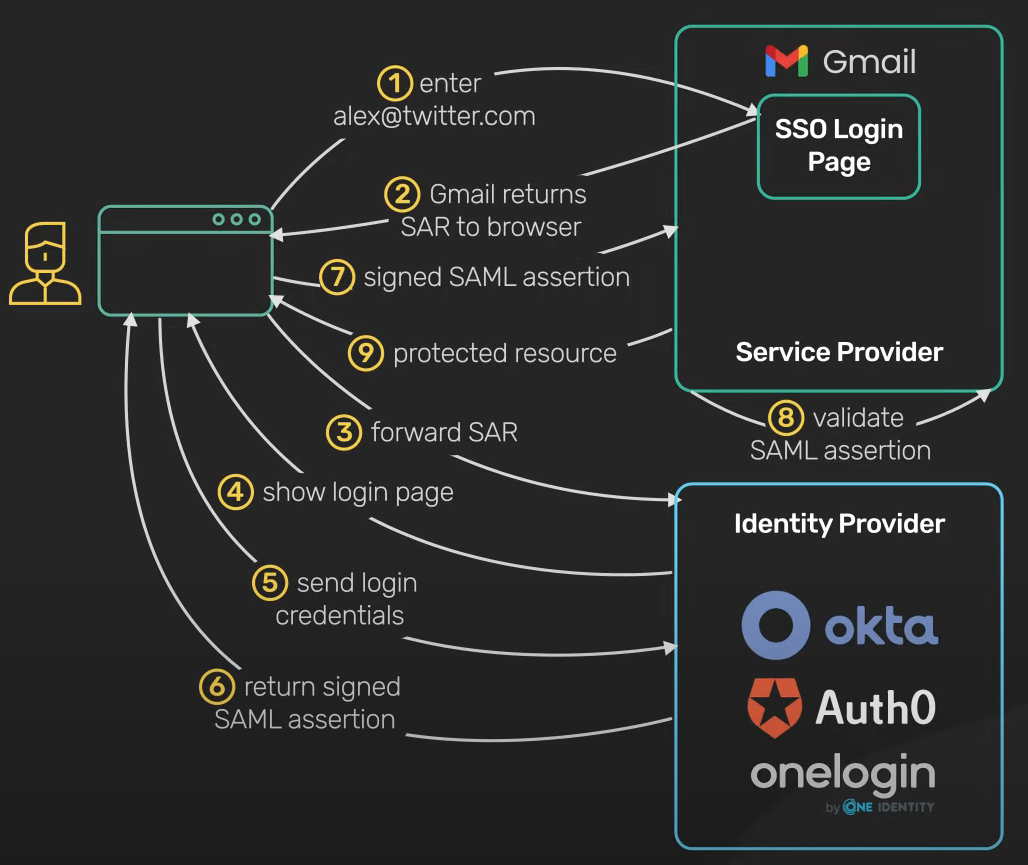 Gmail
SSO Login
Page
1 enter
alex@twitter.com
2 Gmail returns
SAR to browser
7 signed SAML assertion
9 protected resource
Service Provider
8 validate
SAML assertion
3 forward SAR
4 show login page
5 send login
credentials
6 return signed
SAML assertion
Identity Provider
okta
Auth0
onelogin
by ONE IDENTITY